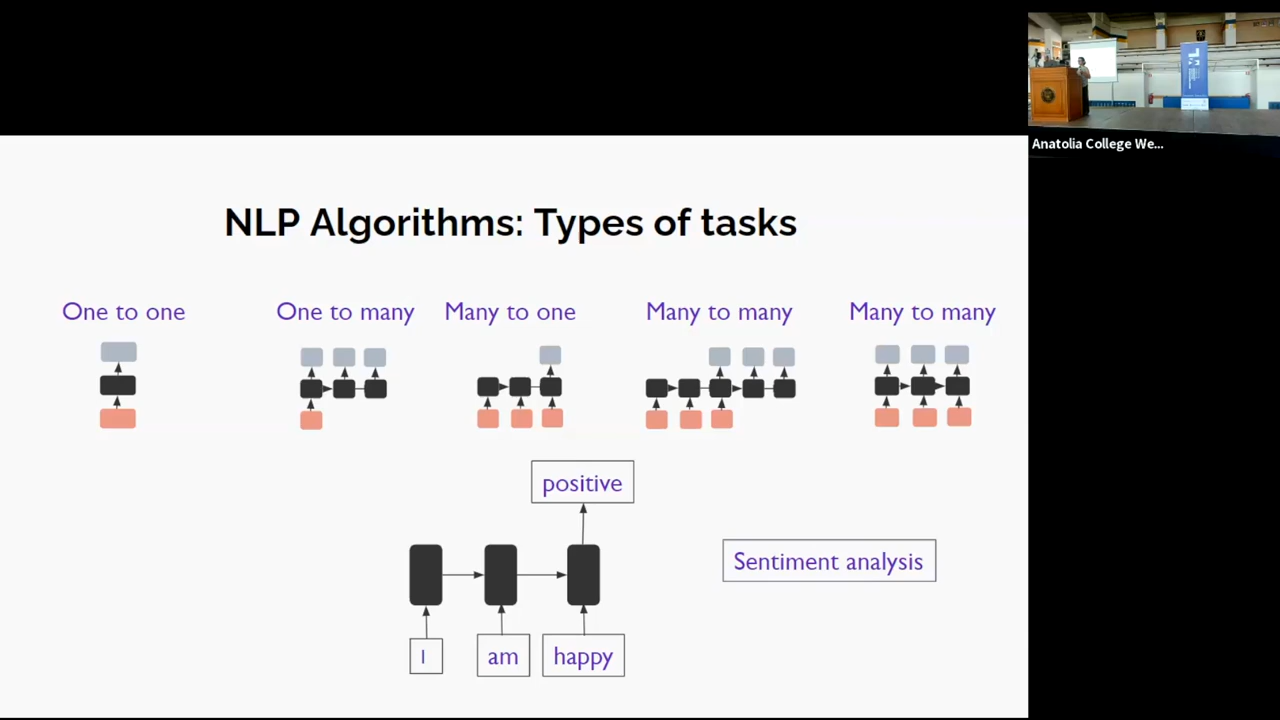 Anatolia College We...
NLP Algorithms: Types of tasks
One to one
One to many
Many to one
Many to many
Many to many
positive
Sentiment analysis
I
am
happy